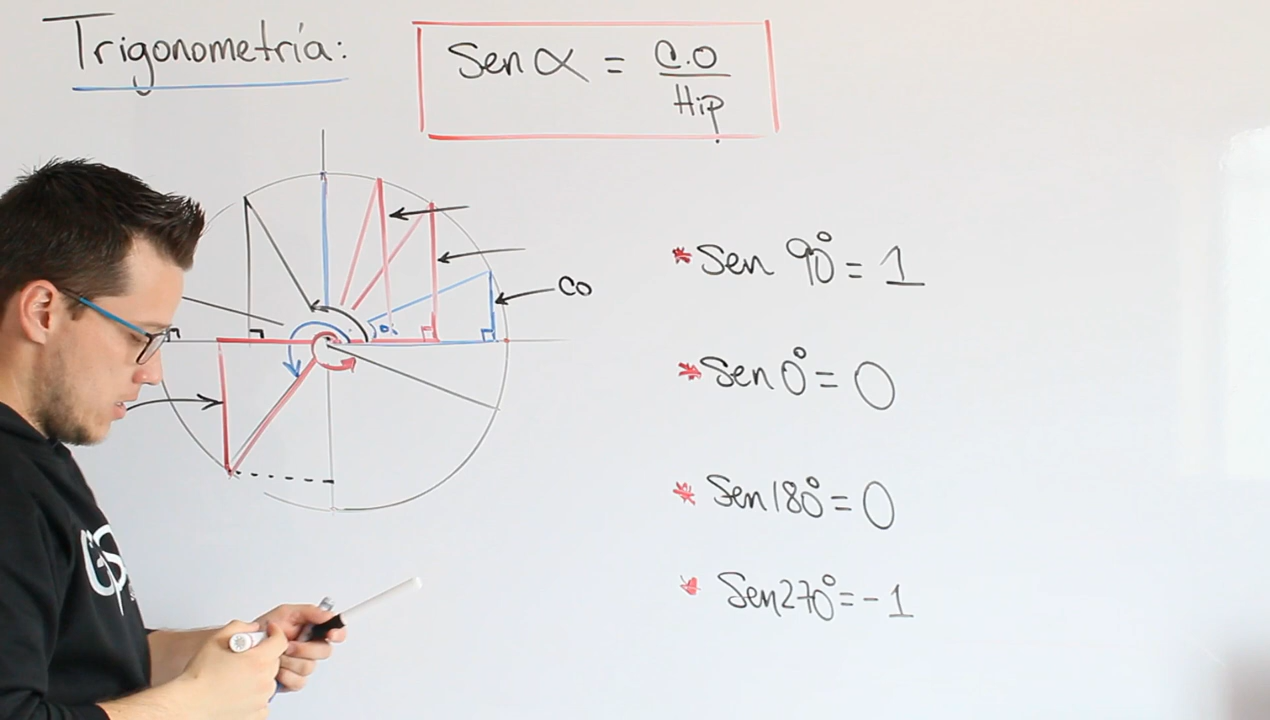 Trigonometría:
Sen α = C.O
Hip
CO
α
* Sen 90° = 1
* Sen 0° = 0
* Sen 180° = 0
* Sen 270° = -1